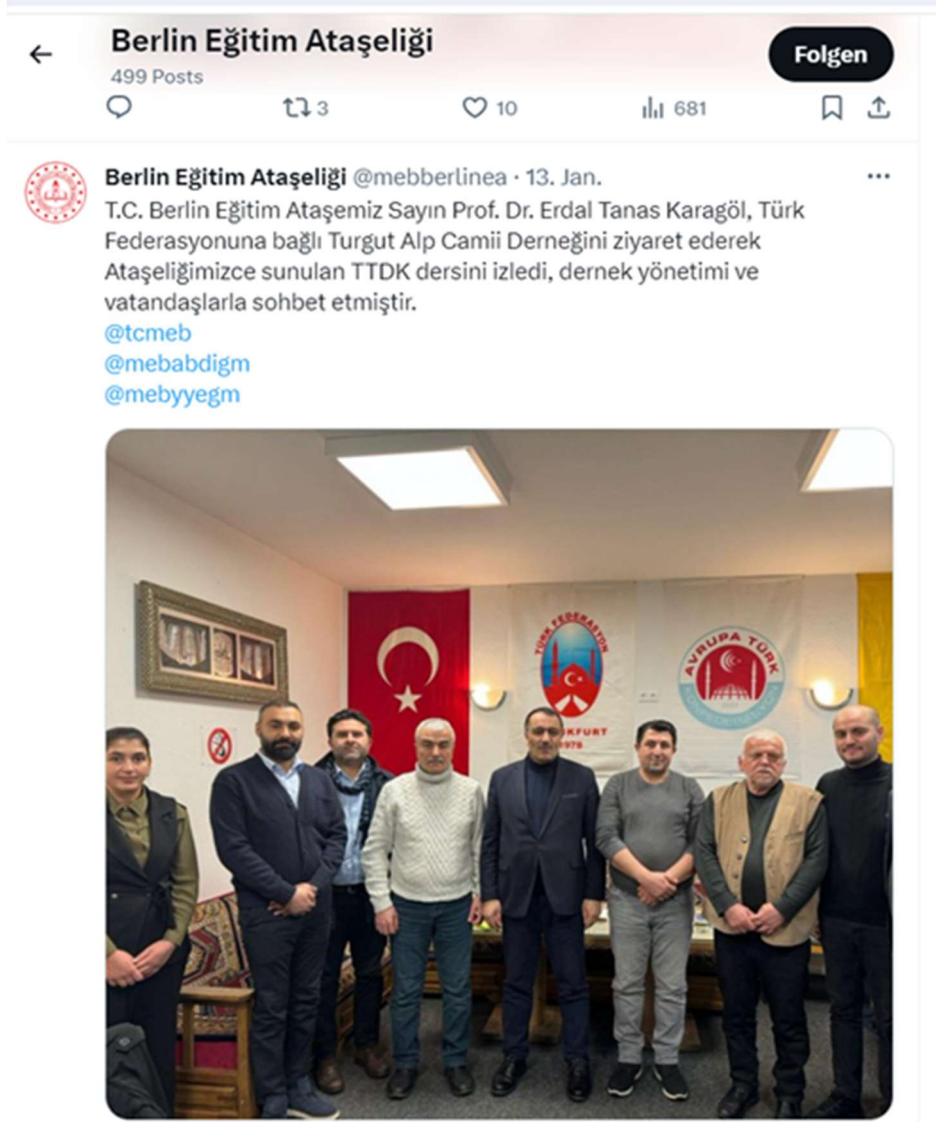 Berlin Eğitim Ataşeliği
Folgen
499 Posts
3
10
681
Berlin Eğitim Ataşeliği @mebberlinea · 13. Jan.
T.C. Berlin Eğitim Ataşemiz Sayın Prof. Dr. Erdal Tanas Karagöl, Türk
Federasyonuna bağlı Turgut Alp Camii Derneğini ziyaret ederek
Ataşeliğimizce sunulan TTDK dersini izledi, dernek yönetimi ve
vatandaşlarla sohbet etmiştir.
@tcmeb
@mebabdigm
@mebyyegm
TÜRK FEDERASYON
1978
AVRUPA TÜRK
KONFEDERASYON